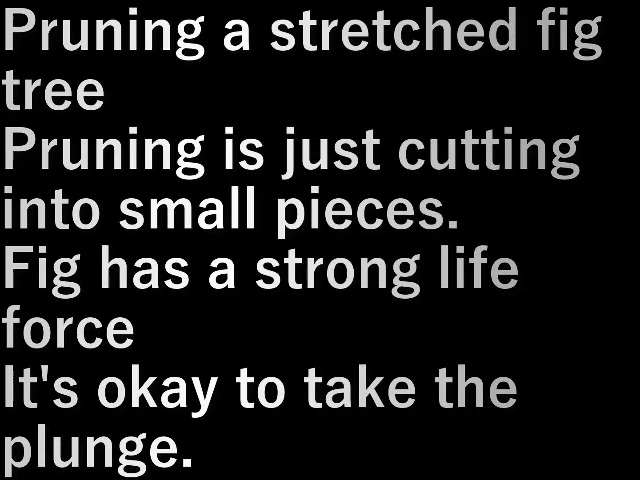 Pruning a stretched fig
tree
Pruning is just cutting
into small pieces.
Fig has a strong life
force
It's okay to take the
plunge.